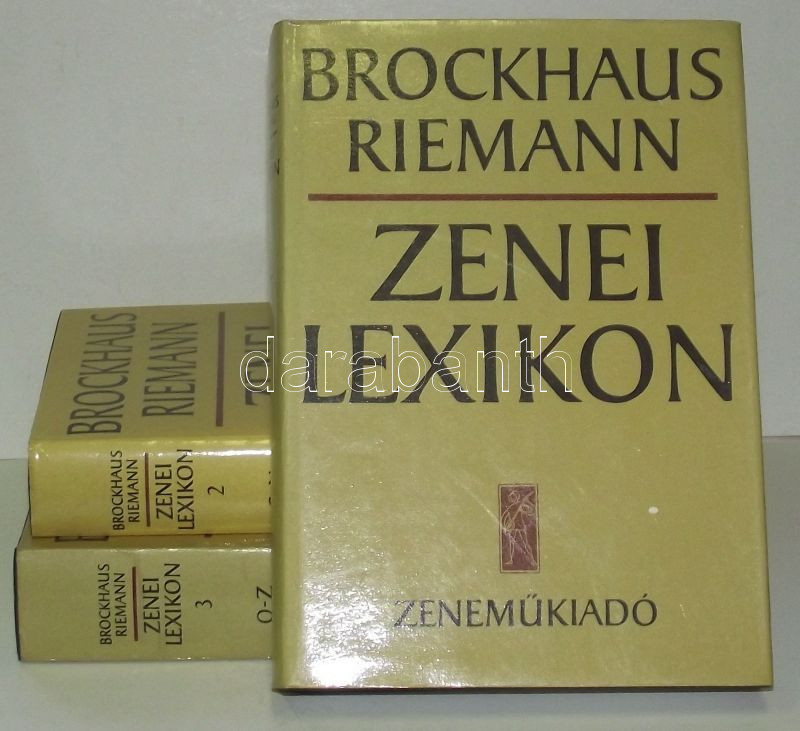 BROCKHAUS
RIEMANN
ZENEI
LEXIKON
ZENEMŰKIADÓ
darabanth
BROCKHAUS
RIEMANN
BROCKHAUS
RIEMANN
ZENEI
LEXIKON
2
BROCKHAUS
RIEMANN
ZENEI
LEXIKON
3
O-Z